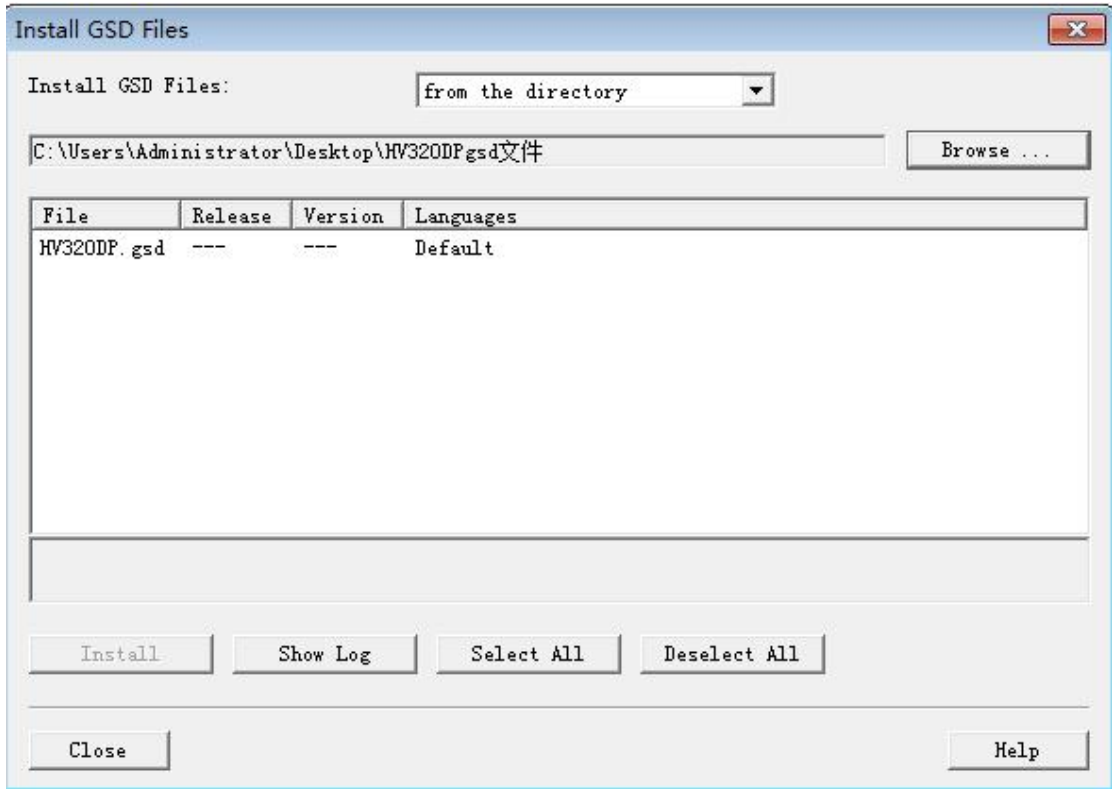 Install GSD Files
Install GSD Files:
from the directory
C:\Users\Administrator\Desktop\HV320DPgsd文件
Browse ...
File Release Version Languages
HV320DP.gsd --- --- Default
Install Show Log Select All Deselect All
Close Help